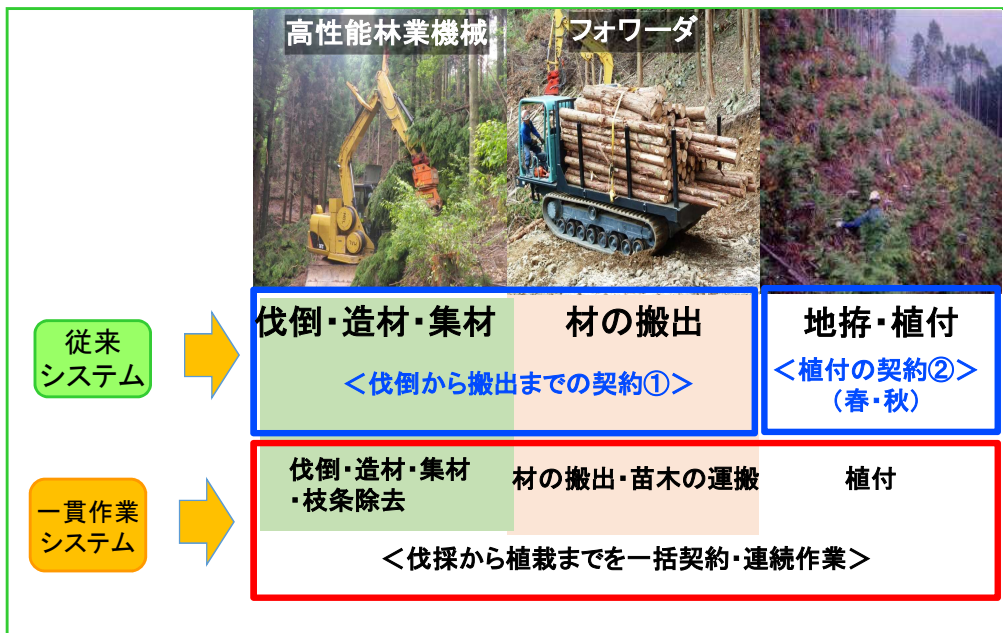 高性能林業機械
フォワーダ
従来
システム
伐倒・造材・集材
材の搬出
<伐倒から搬出までの契約①>
地拵・植付
<植付の契約②>
(春・秋)
一貫作業
システム
伐倒・造材・集材
・枝条除去
材の搬出・苗木の運搬
植付
<伐採から植栽までを一括契約・連続作業>